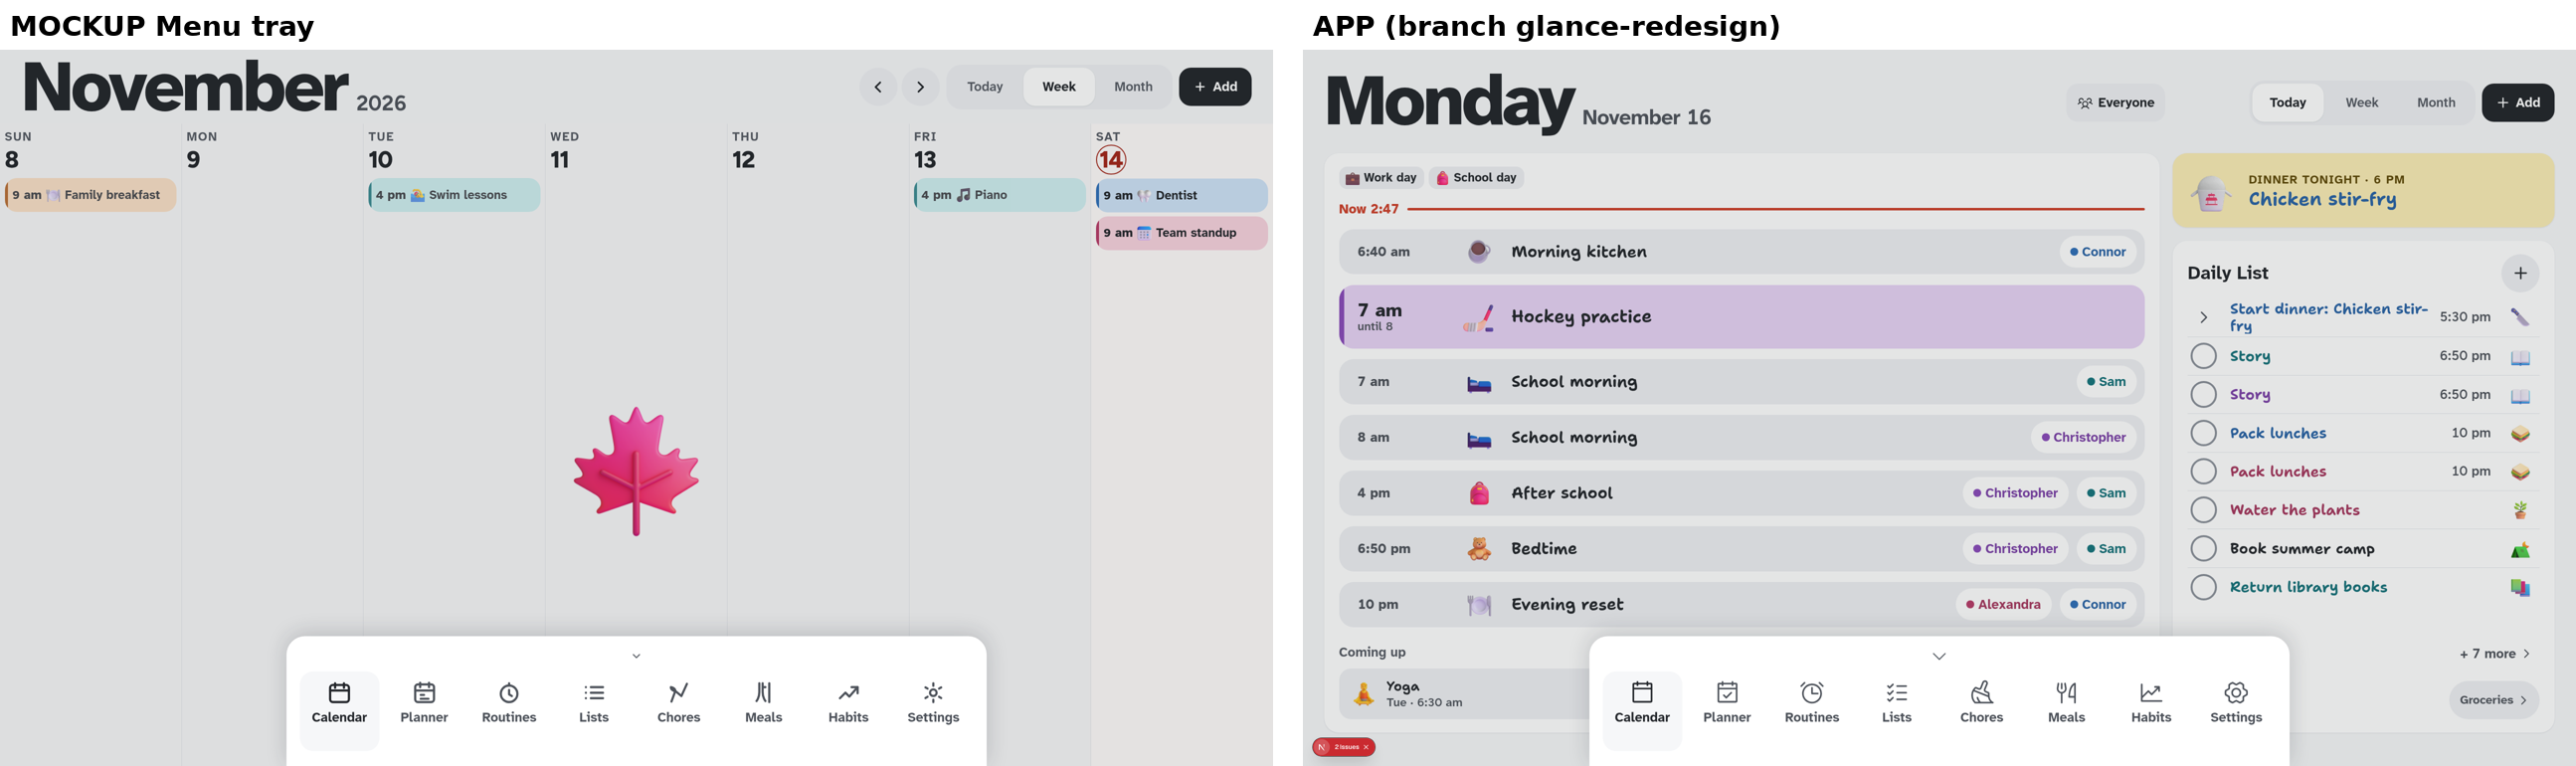 MOCKUP Menu tray
November 2026
Today Week Month + Add
SUN MON TUE WED THU FRI SAT
8 9 10 11 12 13 14
9 am Family breakfast
4 pm Swim lessons
4 pm Piano
9 am Dentist
9 am Team standup
Calendar Planner Routines Lists Chores Meals Habits Settings
APP (branch glance-redesign)
Monday November 16
Everyone
Today Week Month + Add
Work day School day
Now 2:47
6:40 am Morning kitchen Connor
7 am Hockey practice
until 8
7 am School morning Sam
8 am School morning Christopher
4 pm After school Christopher Sam
6:50 pm Bedtime Christopher Sam
10 pm Evening reset Alexandra Connor
Coming up
Yoga
Tue · 6:30 am
DINNER TONIGHT · 6 PM
Chicken stir-fry
Daily List +
Start dinner: Chicken stir-
fry 5:30 pm
Story 6:50 pm
Story 6:50 pm
Pack lunches 10 pm
Pack lunches 10 pm
Water the plants
Book summer camp
Return library books
+ 7 more
Groceries
N 2 Issues ×
Calendar Planner Routines Lists Chores Meals Habits Settings